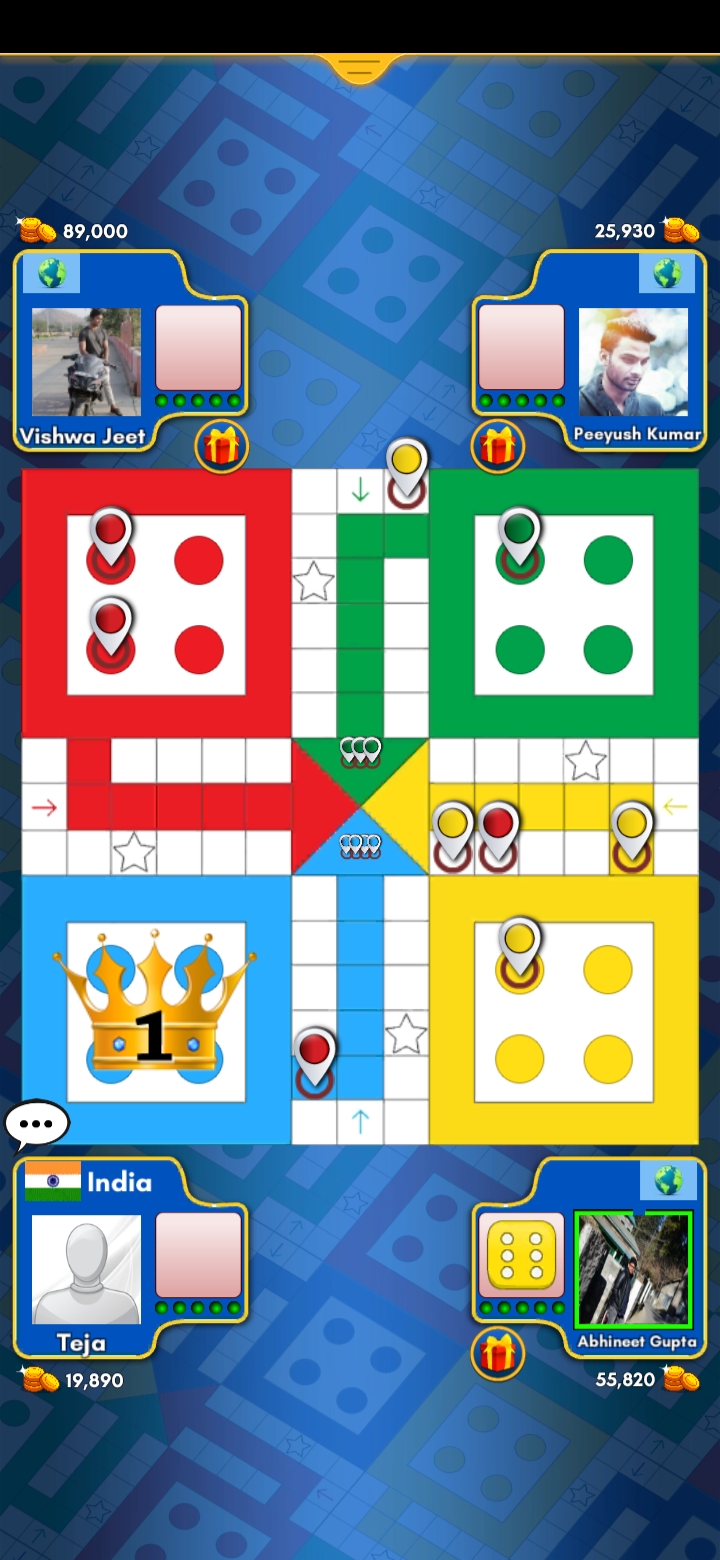 89,000
25,930
Vishwa Jeet
Peeyush Kumar
1
India
Teja
Abhineet Gupta
19,890
55,820